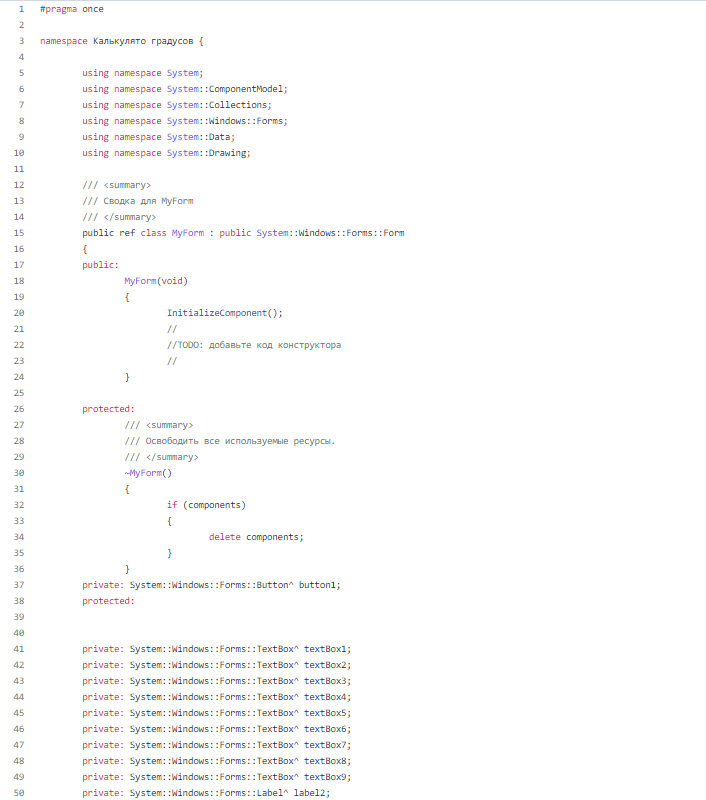 1 #pragma once
2
3 namespace Калькулято градусов {
4
5 using namespace System;
6 using namespace System::ComponentModel;
7 using namespace System::Collections;
8 using namespace System::Windows::Forms;
9 using namespace System::Data;
10 using namespace System::Drawing;
11
12 /// <summary>
13 /// Сводка для MyForm
14 /// </summary>
15 public ref class MyForm : public System::Windows::Forms::Form
16 {
17 public:
18 MyForm(void)
19 {
20 InitializeComponent();
21 //
22 //TODO: добавьте код конструктора
23 //
24 }
25
26 protected:
27 /// <summary>
28 /// Освободить все используемые ресурсы.
29 /// </summary>
30 ~MyForm()
31 {
32 if (components)
33 {
34 delete components;
35 }
36 }
37 private: System::Windows::Forms::Button^ button1;
38 protected:
39
40
41 private: System::Windows::Forms::TextBox^ textBox1;
42 private: System::Windows::Forms::TextBox^ textBox2;
43 private: System::Windows::Forms::TextBox^ textBox3;
44 private: System::Windows::Forms::TextBox^ textBox4;
45 private: System::Windows::Forms::TextBox^ textBox5;
46 private: System::Windows::Forms::TextBox^ textBox6;
47 private: System::Windows::Forms::TextBox^ textBox7;
48 private: System::Windows::Forms::TextBox^ textBox8;
49 private: System::Windows::Forms::TextBox^ textBox9;
50 private: System::Windows::Forms::Label^ label2;